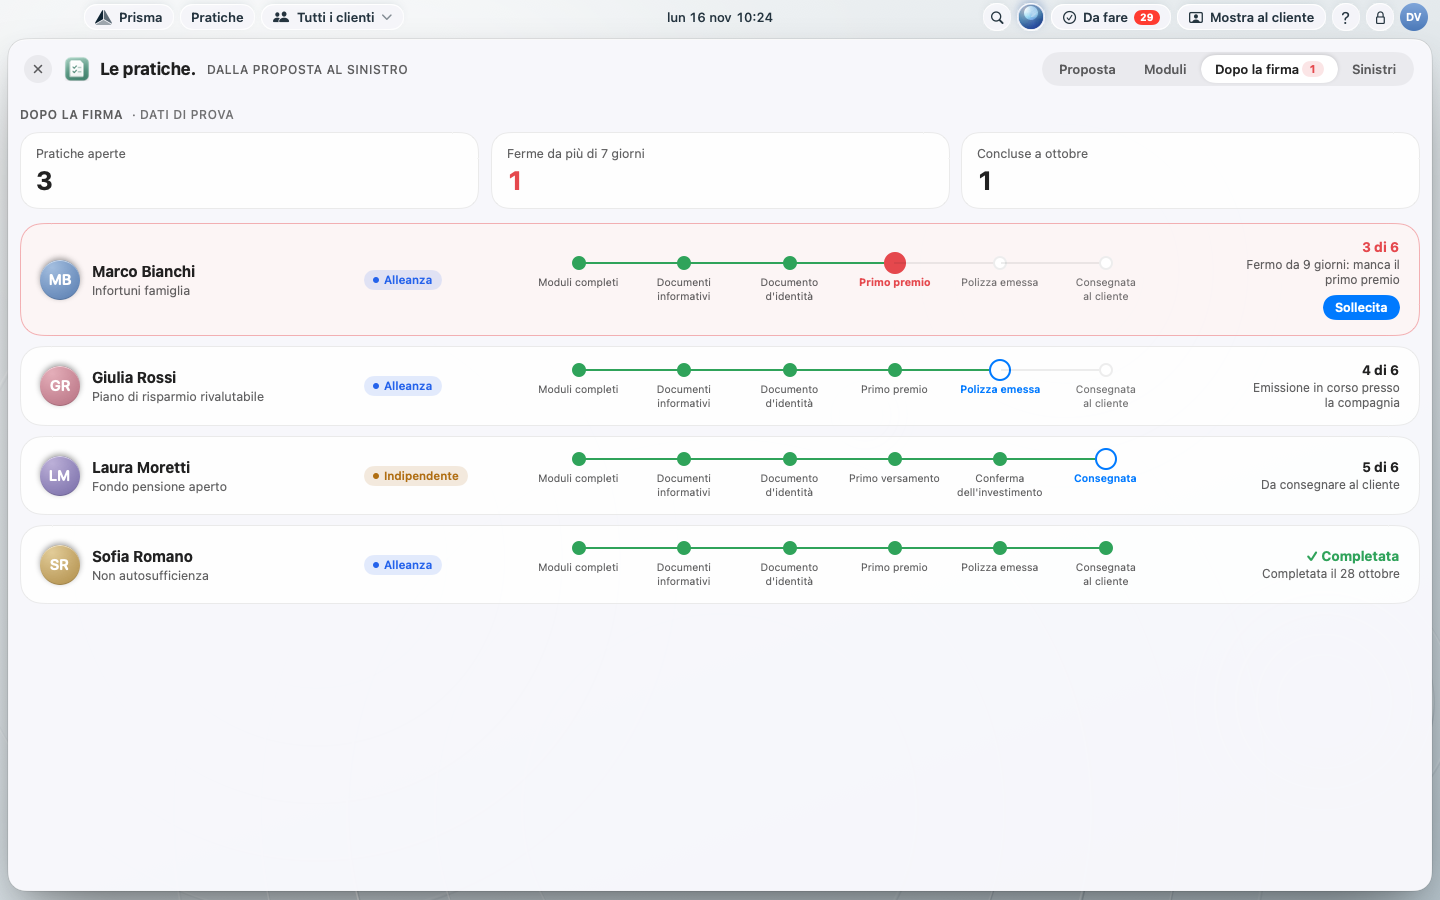 Prisma
Pratiche
Tutti i clienti
lun 16 nov 10:24
Da fare 29
Mostra al cliente
?
DV
Le pratiche. DALLA PROPOSTA AL SINISTRO
Proposta
Moduli
Dopo la firma 1
Sinistri
DOPO LA FIRMA · DATI DI PROVA
Pratiche aperte
3
Ferme da più di 7 giorni
1
Concluse a ottobre
1
MB
Marco Bianchi
Infortuni famiglia
Alleanza
Moduli completi
Documenti
informativi
Documento
d'identità
Primo premio
Polizza emessa
Consegnata
al cliente
3 di 6
Fermo da 9 giorni: manca il
primo premio
Sollecita
GR
Giulia Rossi
Piano di risparmio rivalutabile
Alleanza
Moduli completi
Documenti
informativi
Documento
d'identità
Primo premio
Polizza emessa
Consegnata
al cliente
4 di 6
Emissione in corso presso
la compagnia
LM
Laura Moretti
Fondo pensione aperto
Indipendente
Moduli completi
Documenti
informativi
Documento
d'identità
Primo versamento
Conferma
dell'investimento
Consegnata
5 di 6
Da consegnare al cliente
SR
Sofia Romano
Non autosufficienza
Alleanza
Moduli completi
Documenti
informativi
Documento
d'identità
Primo premio
Polizza emessa
Consegnata
al cliente
✓ Completata
Completata il 28 ottobre